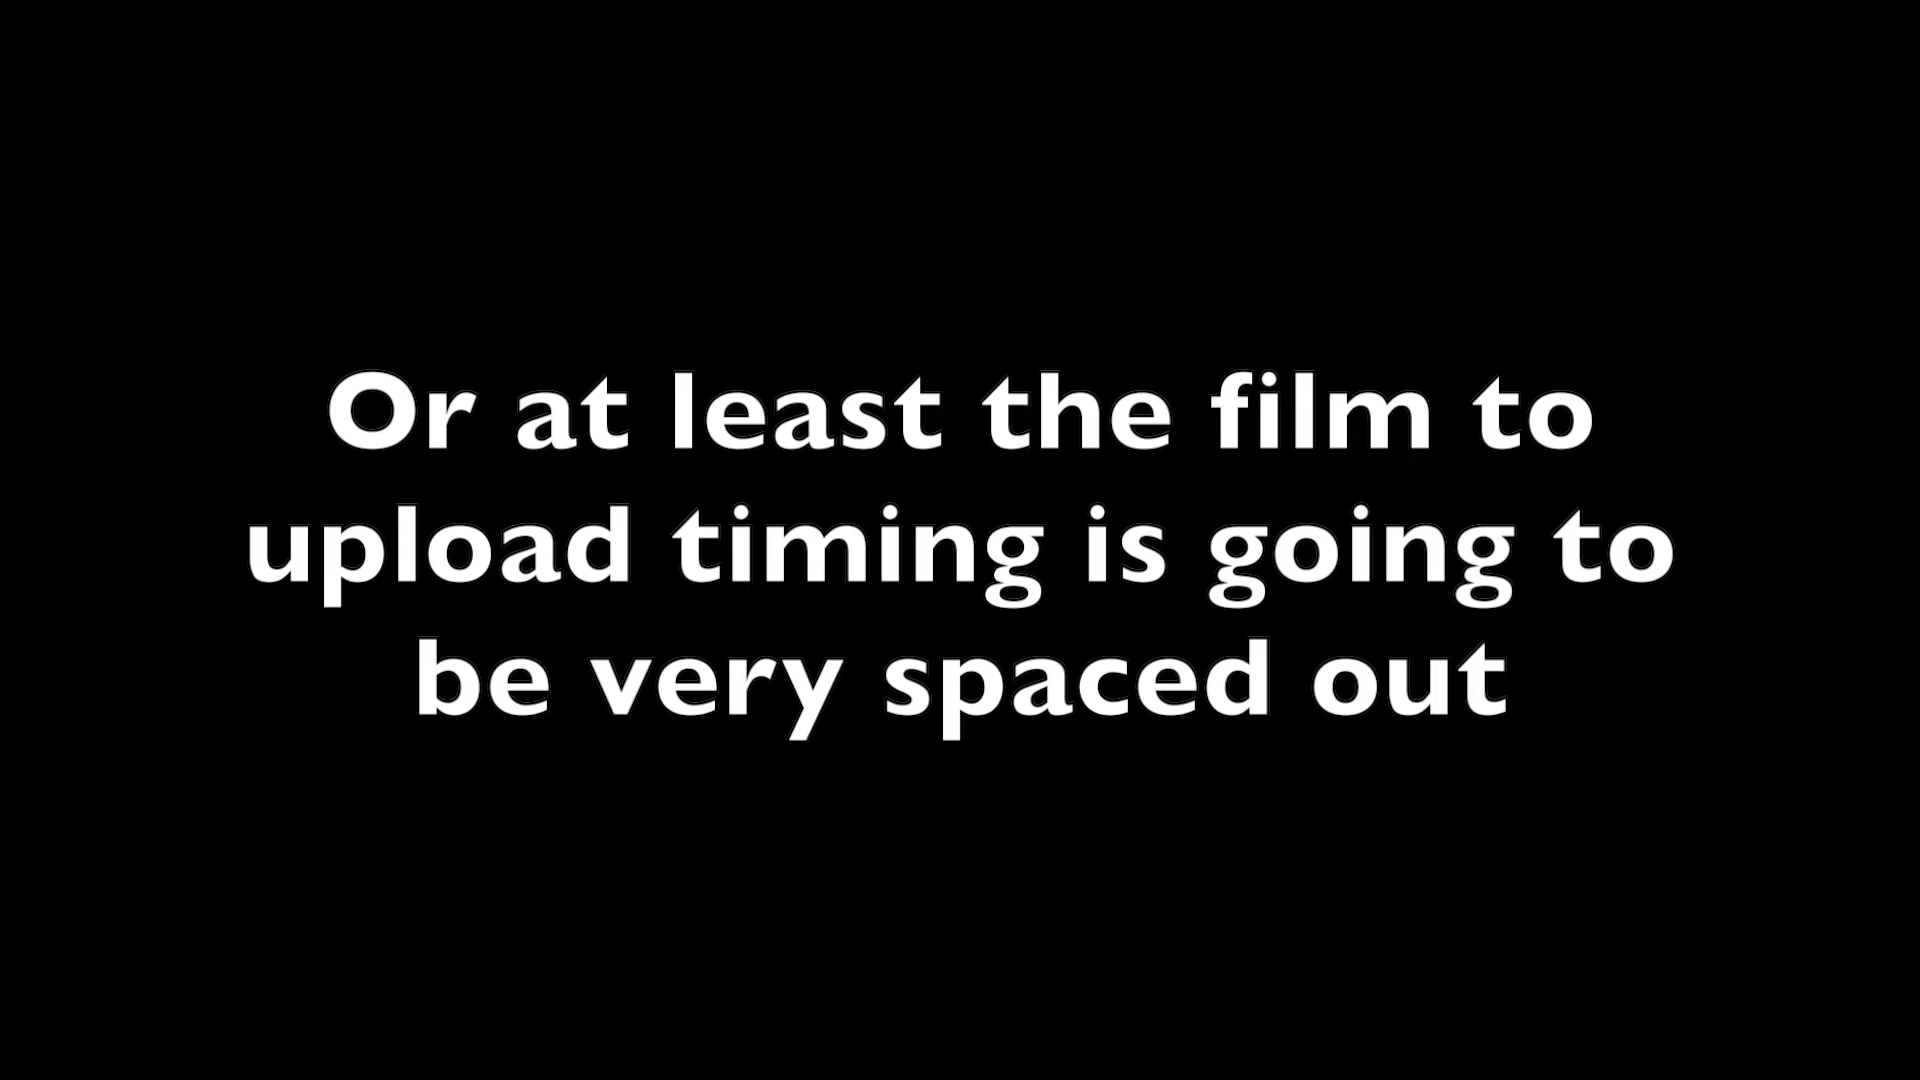 Or at least the film to
upload timing is going to
be very spaced out